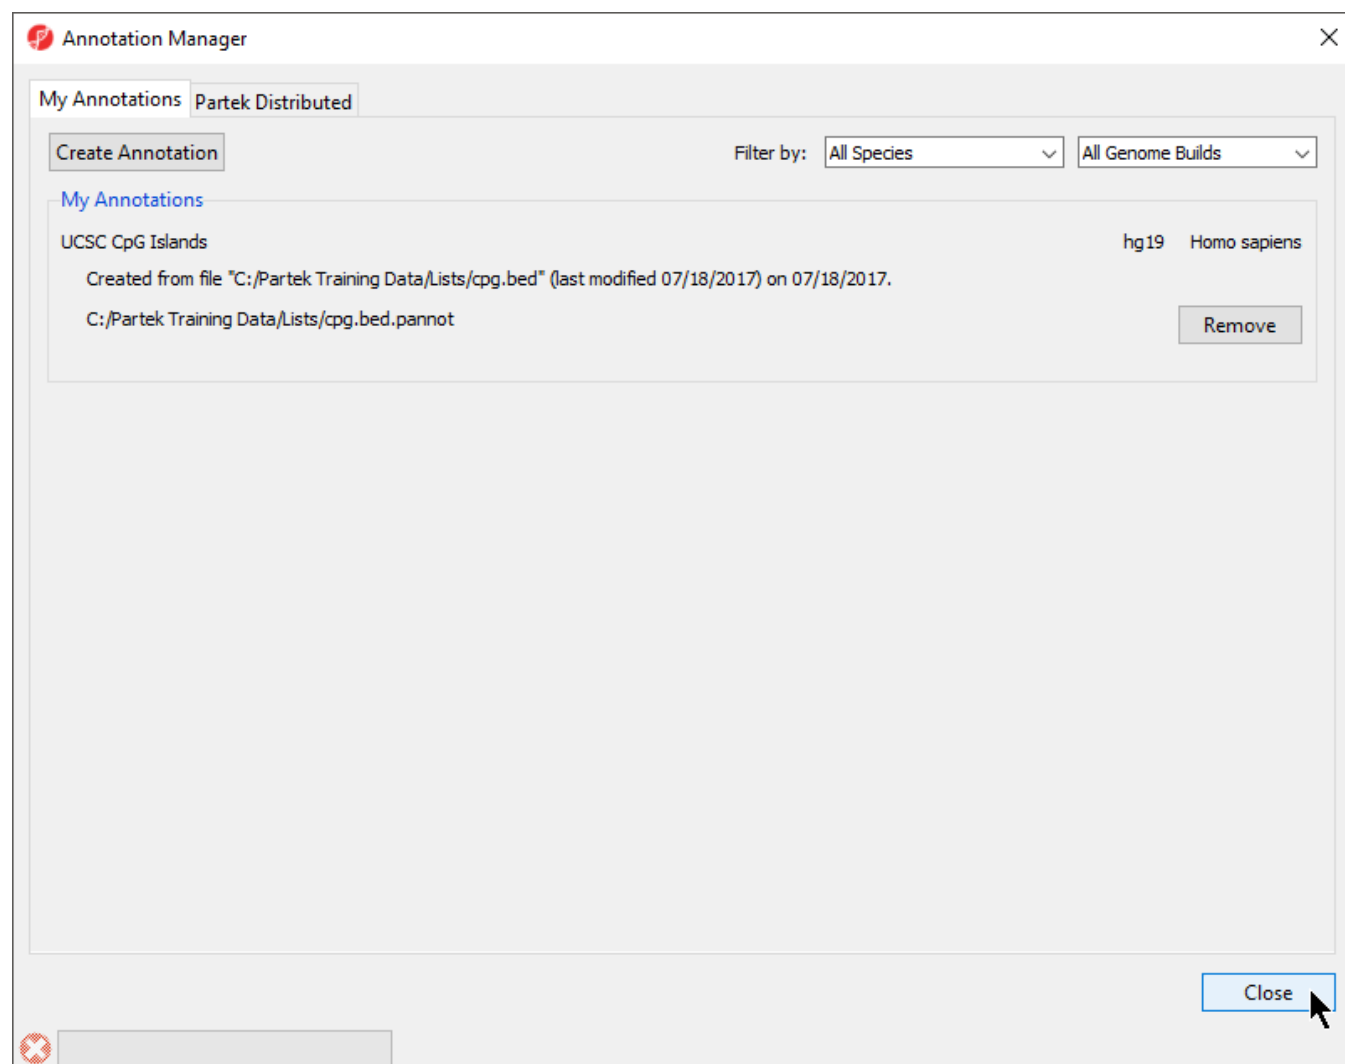 Annotation Manager
My Annotations Partek Distributed
Create Annotation Filter by: All Species All Genome Builds
My Annotations
UCSC CpG Islands hg19 Homo sapiens
Created from file "C:/Partek Training Data/Lists/cpg.bed" (last modified 07/18/2017) on 07/18/2017.
C:/Partek Training Data/Lists/cpg.bed.pannot
Remove
Close